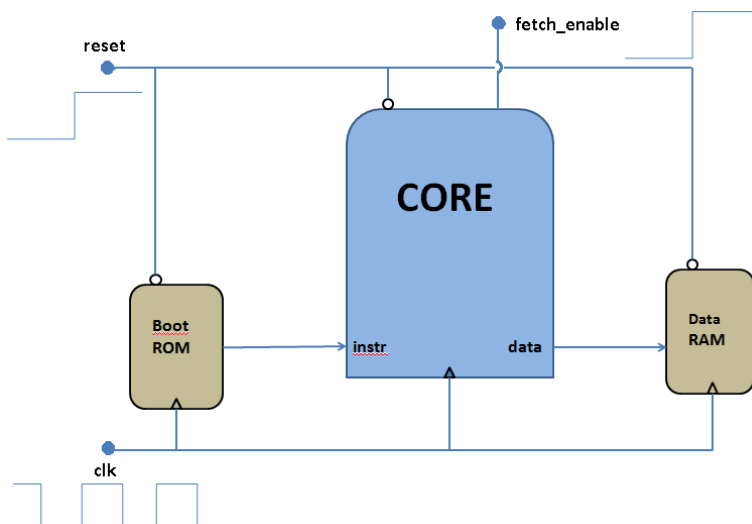 fetch_enable
reset
CORE
Boot
ROM
Data
RAM
instr
data
clk